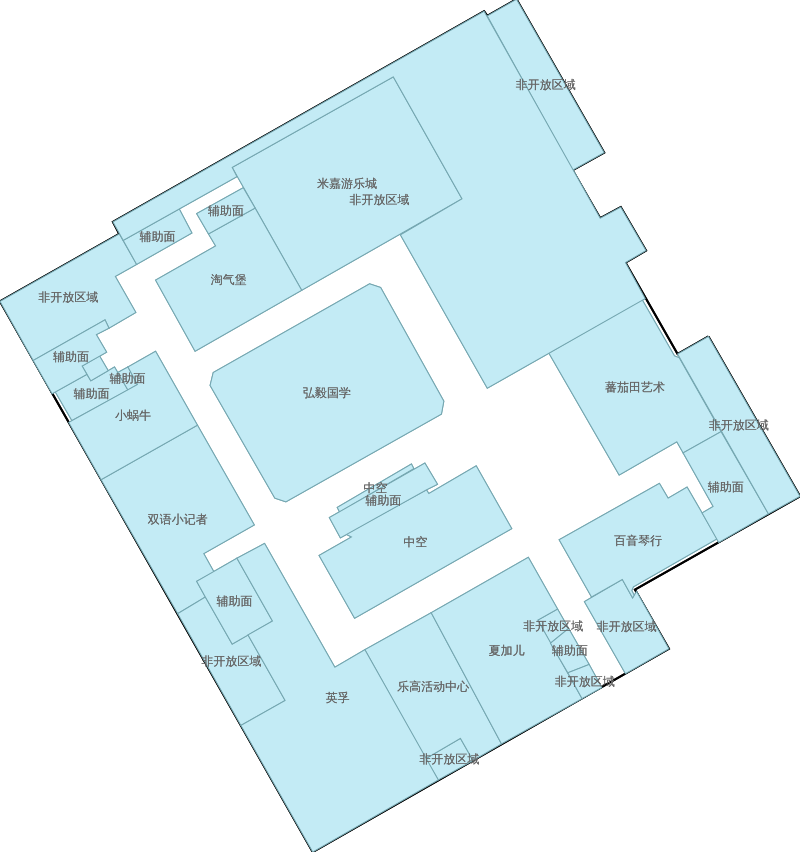 非开放区域
米嘉游乐城
非开放区域
辅助面
辅助面
淘气堡
非开放区域
辅助面
辅助面
辅助面
小蜗牛
弘毅国学
蕃茄田艺术
非开放区域
中空
辅助面
辅助面
双语小记者
中空
百音琴行
辅助面
非开放区域
非开放区域
辅助面
夏加儿
非开放区域
非开放区域
乐高活动中心
英孚
非开放区域